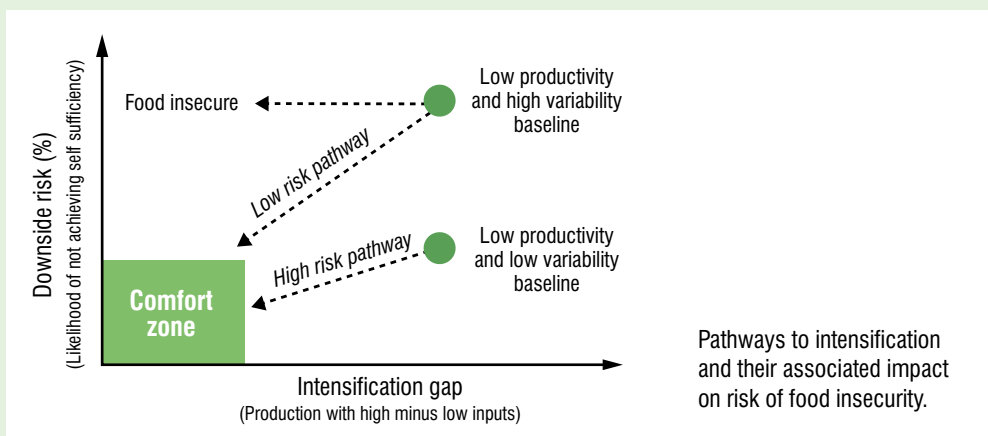 Downside risk (%)
(Likelihood of not achieving self sufficiency)
Food insecure
Low productivity
and high variability
baseline
Low risk pathway
High risk pathway
Low productivity
and low variability
baseline
Comfort
zone
Intensification gap
(Production with high minus low inputs)
Pathways to intensification
and their associated impact
on risk of food insecurity.